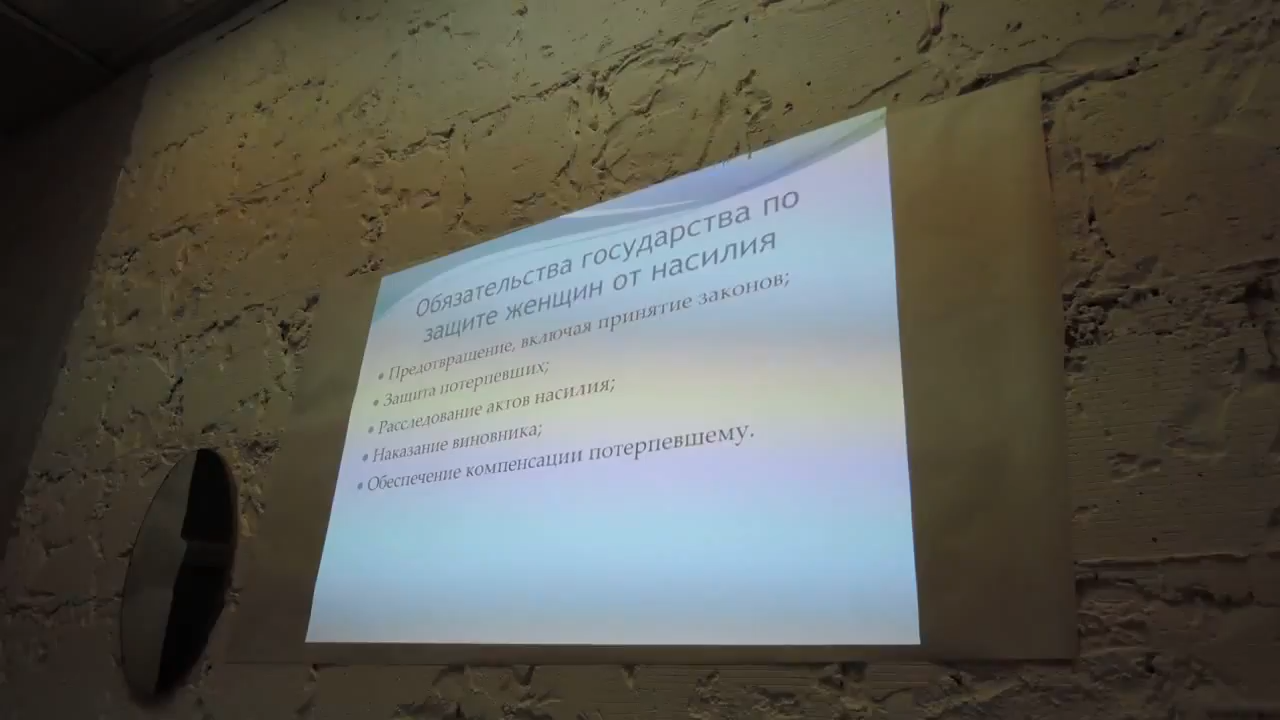 Обязательства государства по
защите женщин от насилия
• Предотвращение, включая принятие законов;
• Защита потерпевших;
• Расследование актов насилия;
• Наказание виновника;
• Обеспечение компенсации потерпевшему.